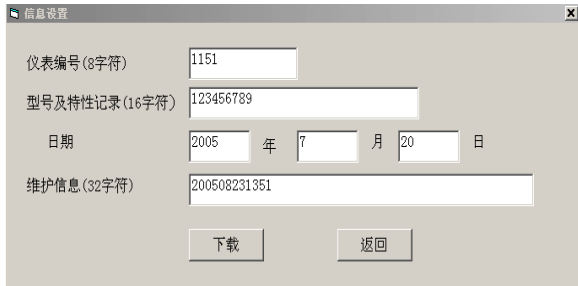 信息设置
仪表编号(8字符) 1151
型号及特性记录(16字符) 123456789
日期 2005 年 7 月 20 日
维护信息(32字符) 200508231351
下载 返回